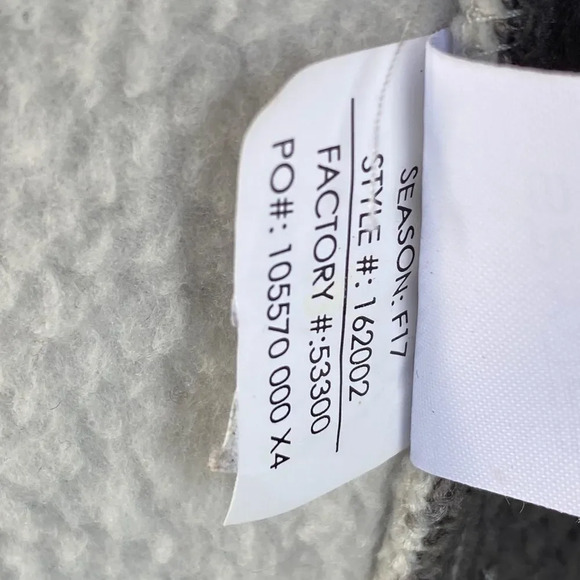 SEASON: F17
STYLE #: 162002
FACTORY #:53300
PO#: 105570 000 X4